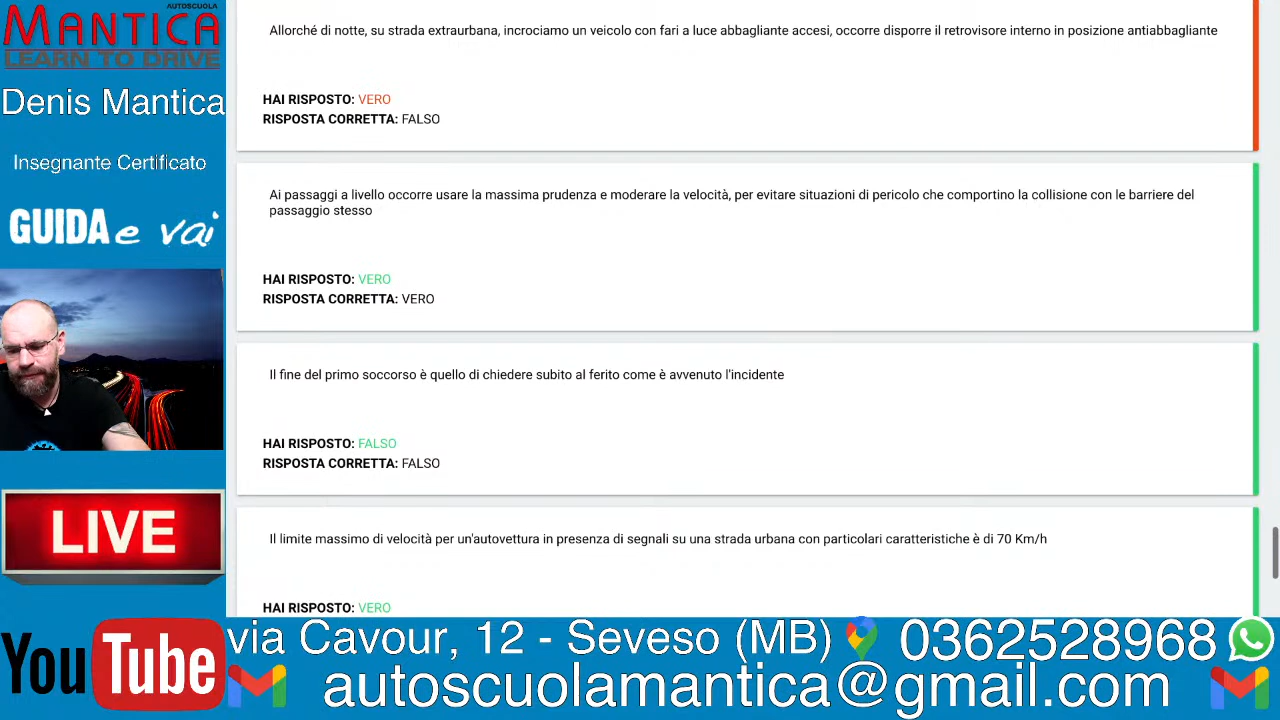 AUTOSCUOLA
MANTICA
LEARN TO DRIVE
Denis Mantica
Insegnante Certificato
GUIDA e vai
LIVE
YouTube
Allorché di notte, su strada extraurbana, incrociamo un veicolo con fari a luce abbagliante accesi, occorre disporre il retrovisore interno in posizione antiabbagliante
HAI RISPOSTO: VERO
RISPOSTA CORRETTA: FALSO
Ai passaggi a livello occorre usare la massima prudenza e moderare la velocità, per evitare situazioni di pericolo che comportino la collisione con le barriere del
passaggio stesso
HAI RISPOSTO: VERO
RISPOSTA CORRETTA: VERO
Il fine del primo soccorso è quello di chiedere subito al ferito come è avvenuto l'incidente
HAI RISPOSTO: FALSO
RISPOSTA CORRETTA: FALSO
Il limite massimo di velocità per un'autovettura in presenza di segnali su una strada urbana con particolari caratteristiche è di 70 Km/h
HAI RISPOSTO: VERO
via Cavour, 12 - Seveso (MB) 0362528968
autoscuolamantica@gmail.com